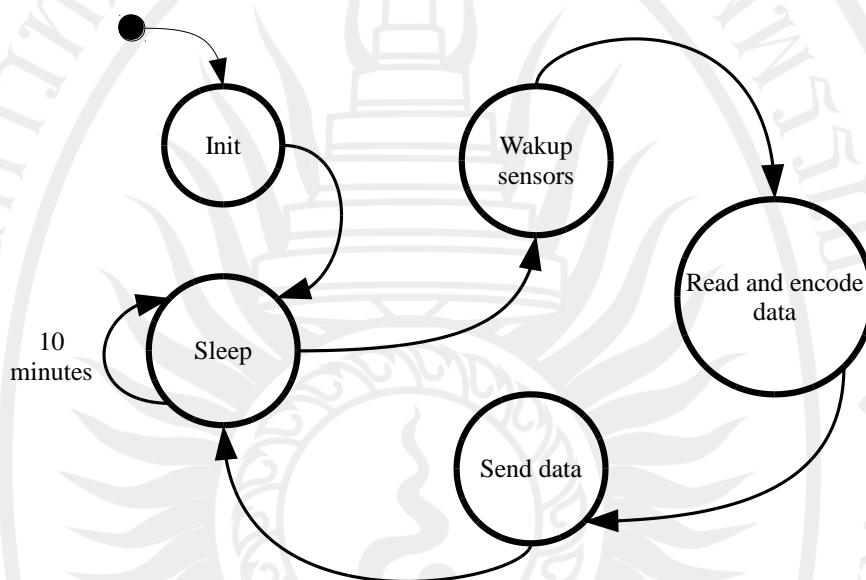 Init
Wakup
sensors
Read and encode
data
10
minutes
Sleep
Send data